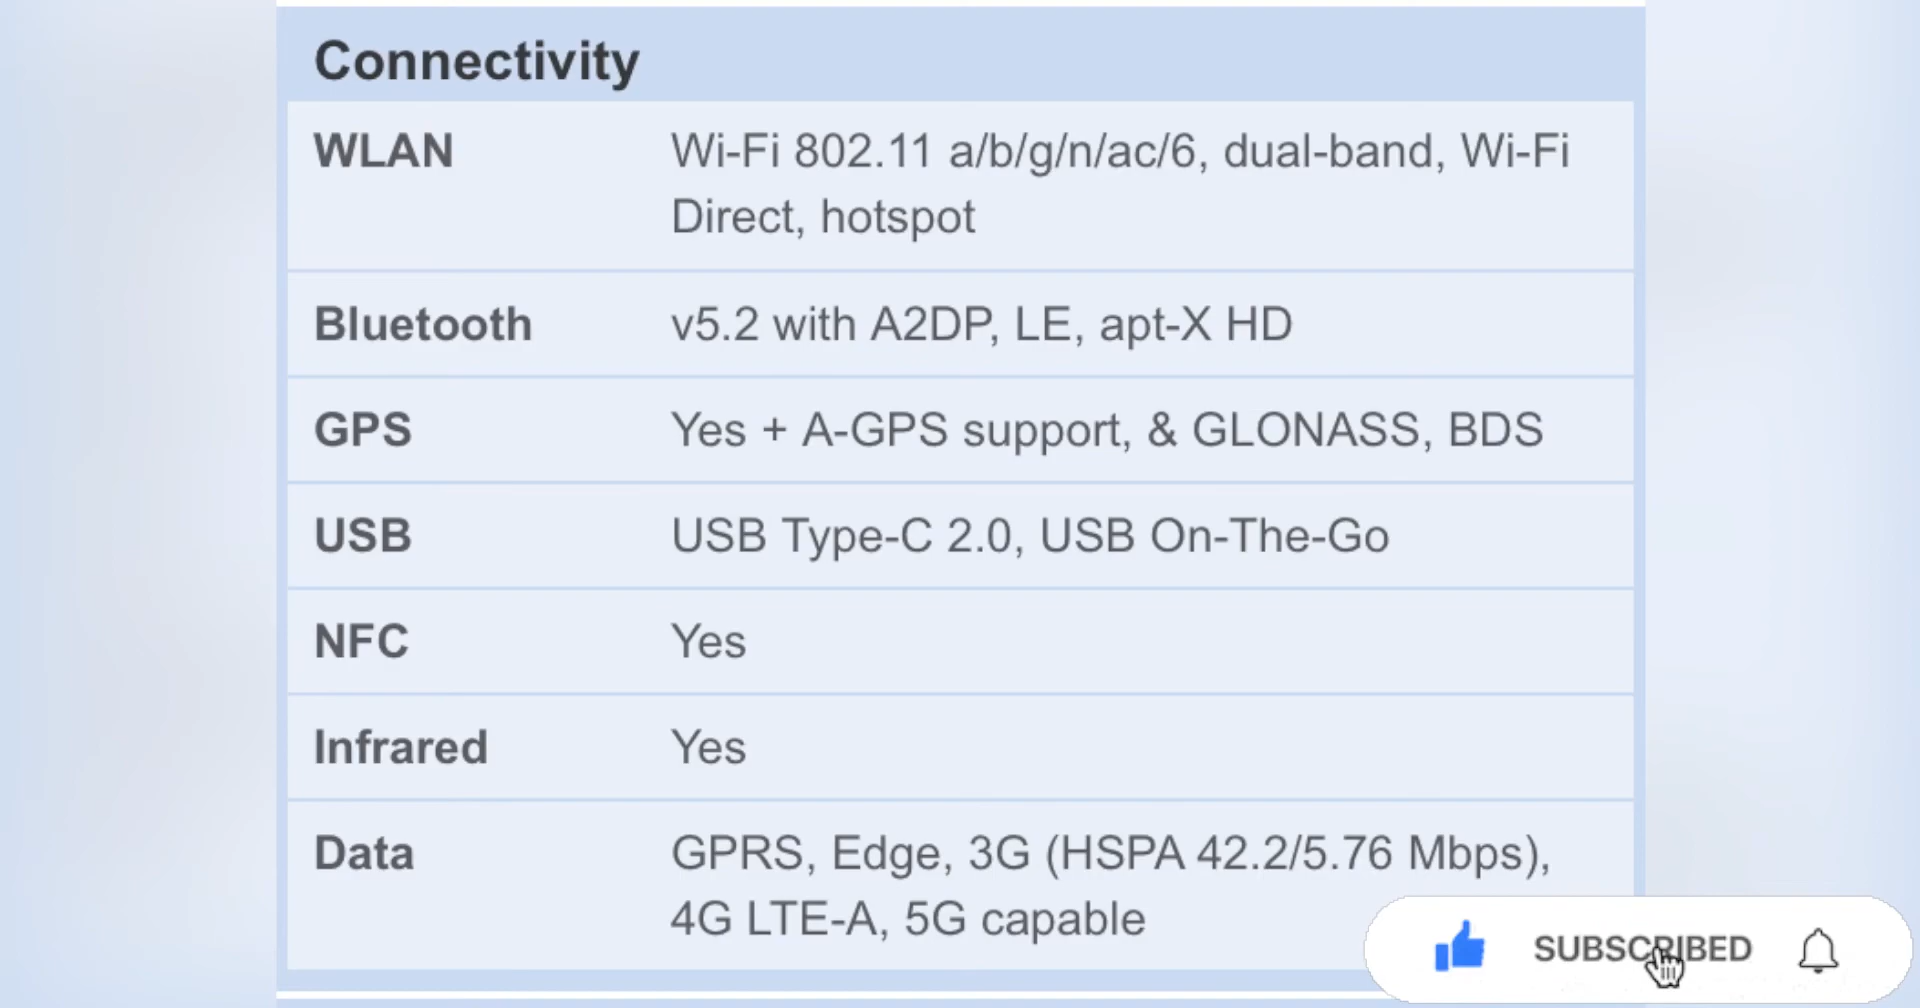 Connectivity
WLAN Wi-Fi 802.11 a/b/g/n/ac/6, dual-band, Wi-Fi
Direct, hotspot
Bluetooth v5.2 with A2DP, LE, apt-X HD
GPS Yes + A-GPS support, & GLONASS, BDS
USB USB Type-C 2.0, USB On-The-Go
NFC Yes
Infrared Yes
Data GPRS, Edge, 3G (HSPA 42.2/5.76 Mbps),
4G LTE-A, 5G capable
SUBSCRIBED